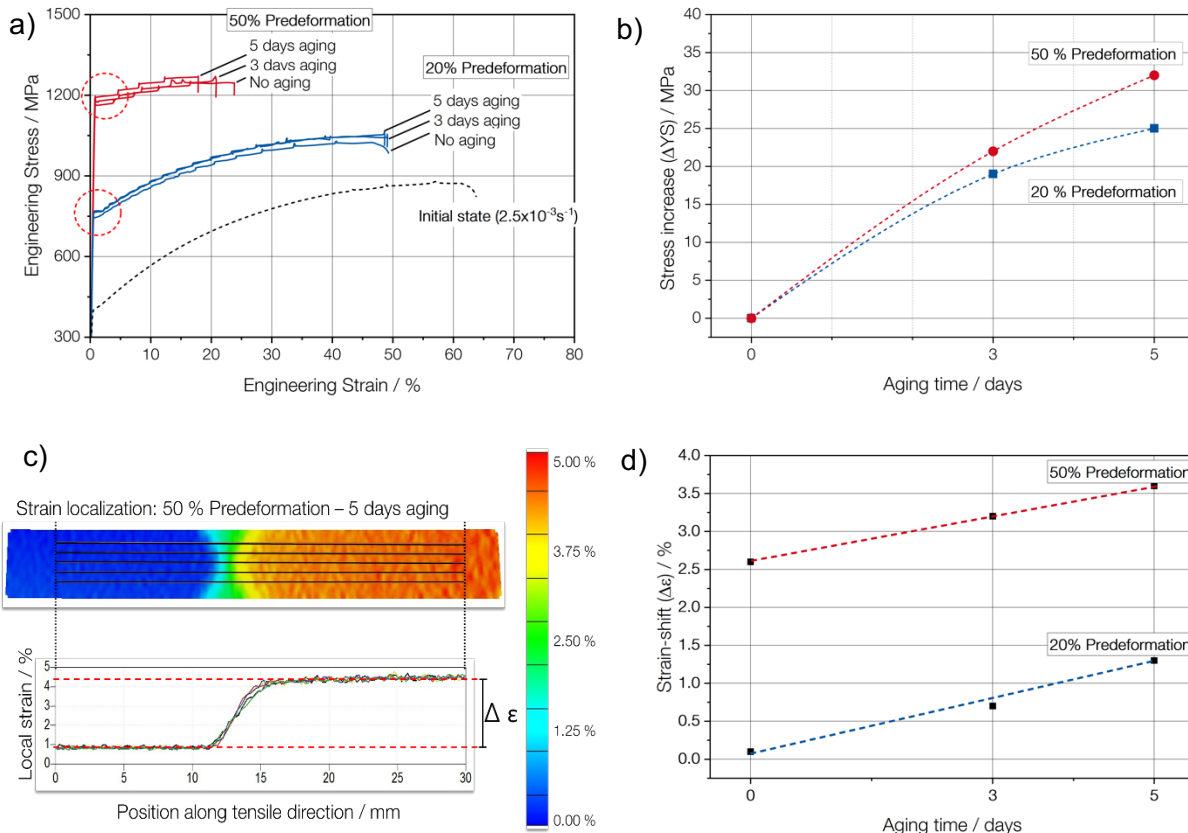 a)
1500
1200
900
600
300
Engineering Stress / MPa
50% Predeformation
5 days aging
3 days aging
No aging
20% Predeformation
5 days aging
3 days aging
No aging
Initial state (2.5x10⁻³s⁻¹)
0 10 20 30 40 50 60 70 80
Engineering Strain / %
b)
40
35
30
25
20
15
10
5
0
Stress increase (ΔYS) / MPa
50 % Predeformation
20 % Predeformation
0 3 5
Aging time / days
c)
Strain localization: 50 % Predeformation – 5 days aging
5.00 %
3.75 %
2.50 %
1.25 %
0.00 %
Local strain / %
5
4
3
2
1
0
Δ ε
0 5 10 15 20 25 30
Position along tensile direction / mm
d)
4.0
3.5
3.0
2.5
2.0
1.5
1.0
0.5
0.0
Strain-shift (Δε) / %
50% Predeformation
20% Predeformation
0 3 5
Aging time / days